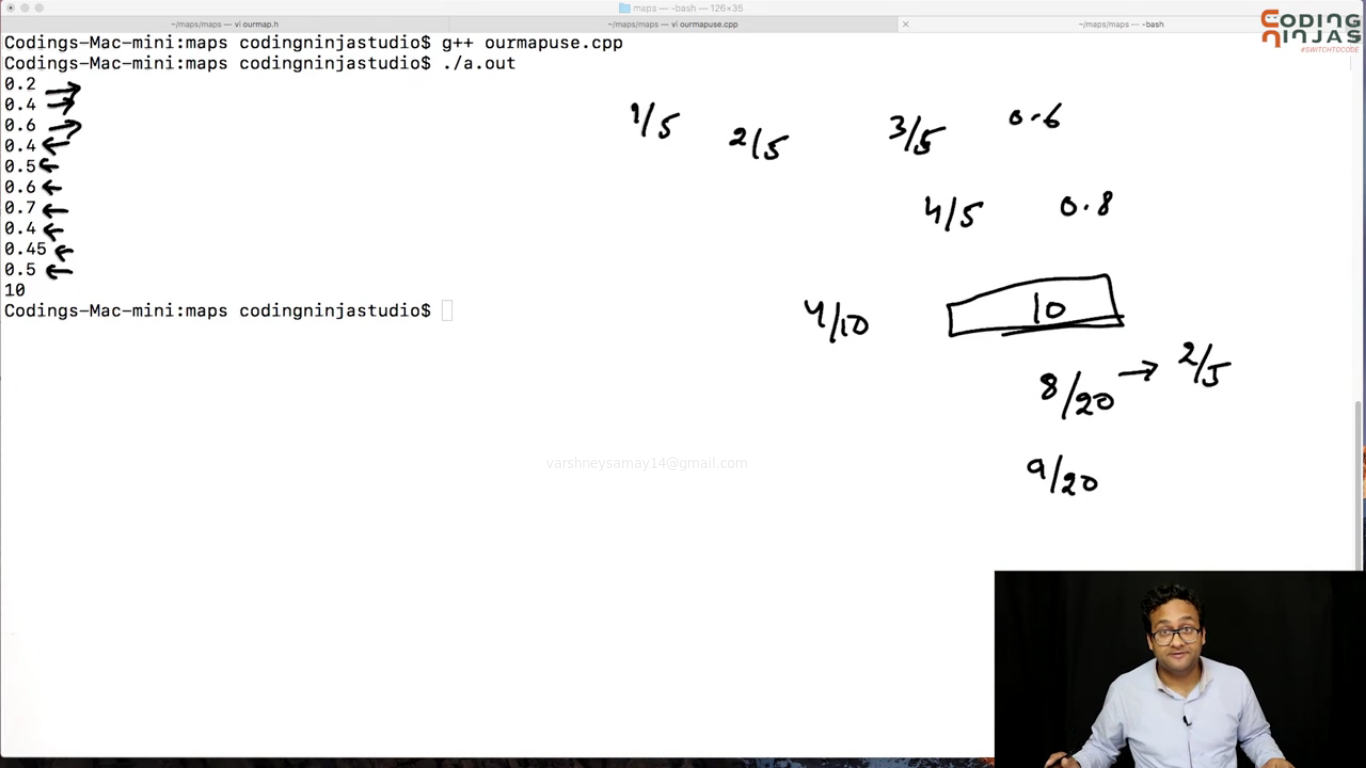 maps — -bash — 126×35
~/maps/maps — vi ourmap.h
~/maps/maps — vi ourmapuse.cpp
~/maps/maps — -bash
CODING
NINJAS
#SWITCHTOCODE
Codings-Mac-mini:maps codingninjastudio$ g++ ourmapuse.cpp
Codings-Mac-mini:maps codingninjastudio$ ./a.out
0.2
0.4
0.6
0.4
0.5
0.6
0.7
0.4
0.45
0.5
10
Codings-Mac-mini:maps codingninjastudio$
1/5 2/5 3/5 0.6
4/5 0.8
4/10 10
8/20 → 2/5
9/20
varshneysamay14@gmail.com